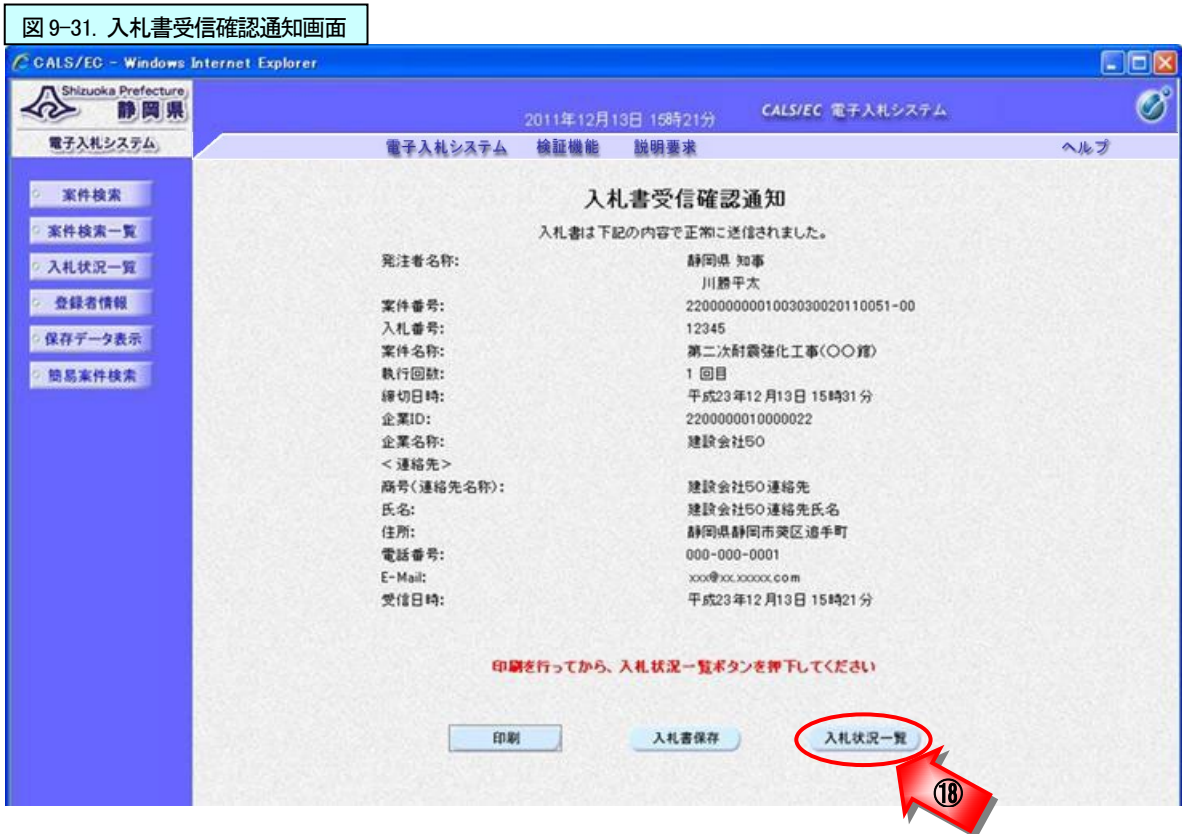 図9-31. 入札書受信確認通知画面
CALS/EC - Windows Internet Explorer
Shizuoka Prefecture
静岡県
2011年12月13日 15時21分
CALS/EC 電子入札システム
電子入札システム
電子入札システム 検証機能 説明要求 ヘルプ
案件検索
案件検索一覧
入札状況一覧
登録者情報
保存データ表示
簡易案件検索
入札書受信確認通知
入札書は下記の内容で正常に送信されました。
発注者名称: 静岡県 知事
川勝平太
案件番号: 22000000001003030020110051-00
入札番号: 12345
案件名称: 第二次耐震強化工事(〇〇館)
執行回数: 1 回目
締切日時: 平成23年12月13日 15時31分
企業ID: 2200000010000022
企業名称: 建設会社50
<連絡先>
商号(連絡先名称): 建設会社50連絡先
氏名: 建設会社50連絡先氏名
住所: 静岡県静岡市葵区追手町
電話番号: 000-000-0001
E-Mail: xxx@xx.xxxxx.com
受信日時: 平成23年12月13日 15時21分
印刷を行ってから、入札状況一覧ボタンを押下してください
印刷 入札書保存 入札状況一覧
⑱